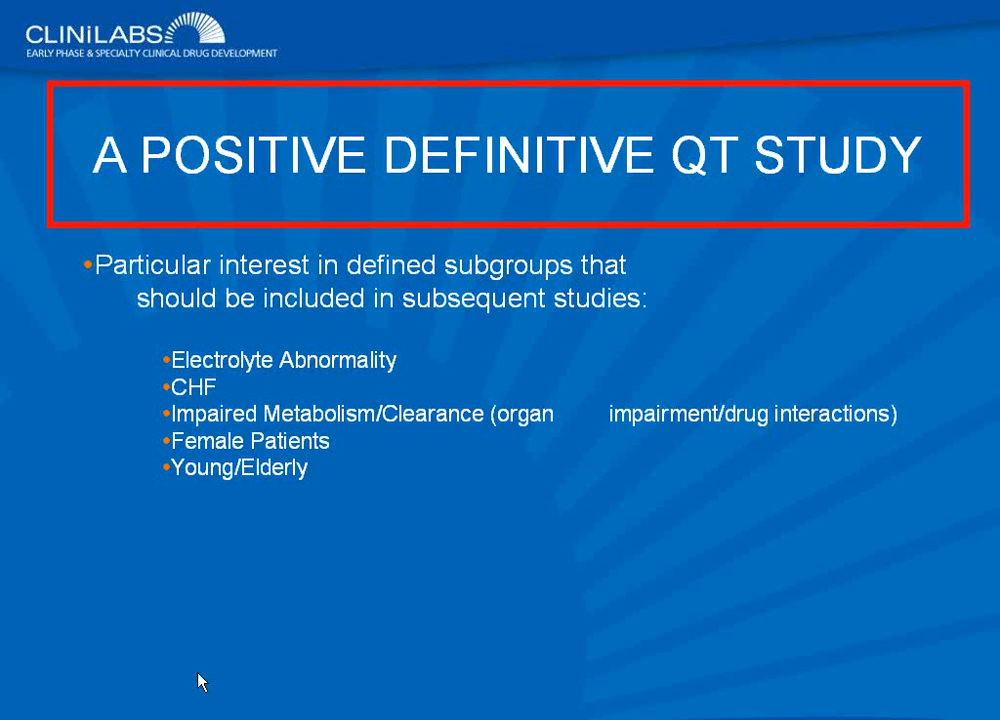 CLINiLABS
EARLY PHASE & SPECIALTY CLINICAL DRUG DEVELOPMENT
A POSITIVE DEFINITIVE QT STUDY
•Particular interest in defined subgroups that
should be included in subsequent studies:
•Electrolyte Abnormality
•CHF
•Impaired Metabolism/Clearance (organ impairment/drug interactions)
•Female Patients
•Young/Elderly